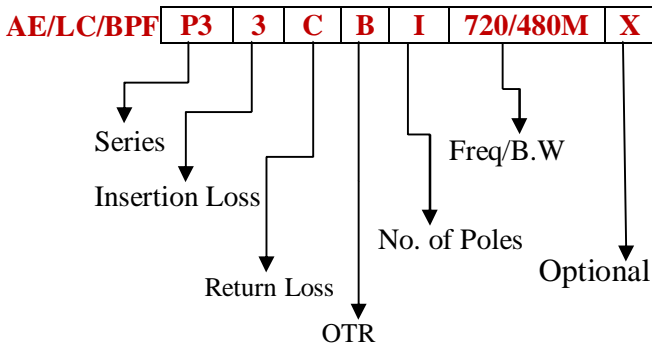 AE/LC/BPF P3 3 C B I 720/480M X
Series
Freq/B.W
Insertion Loss
No. of Poles
Optional
Return Loss
OTR